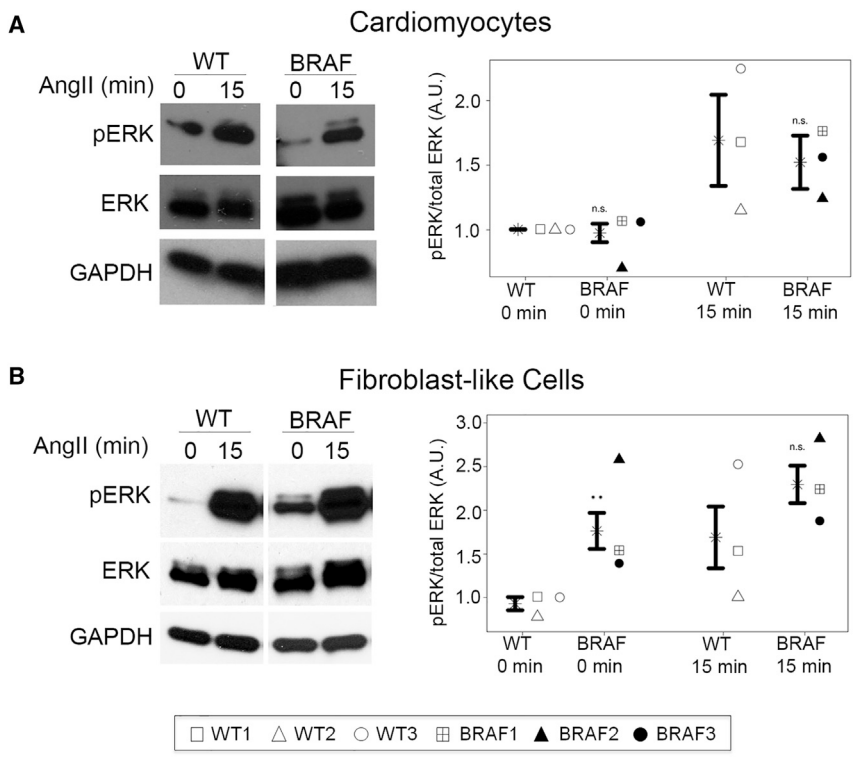 A
Cardiomyocytes
WT BRAF
AngII (min) 0 15 0 15
pERK
ERK
GAPDH
pERK/total ERK (A.U.)
2.0
1.5
1.0
n.s.
n.s.
WT BRAF WT BRAF
0 min 0 min 15 min 15 min
B
Fibroblast-like Cells
WT BRAF
AngII (min) 0 15 0 15
pERK
ERK
GAPDH
pERK/total ERK (A.U.)
3.0
2.5
2.0
1.5
1.0
**
n.s.
WT BRAF WT BRAF
0 min 0 min 15 min 15 min
WT1 WT2 WT3 BRAF1 BRAF2 BRAF3